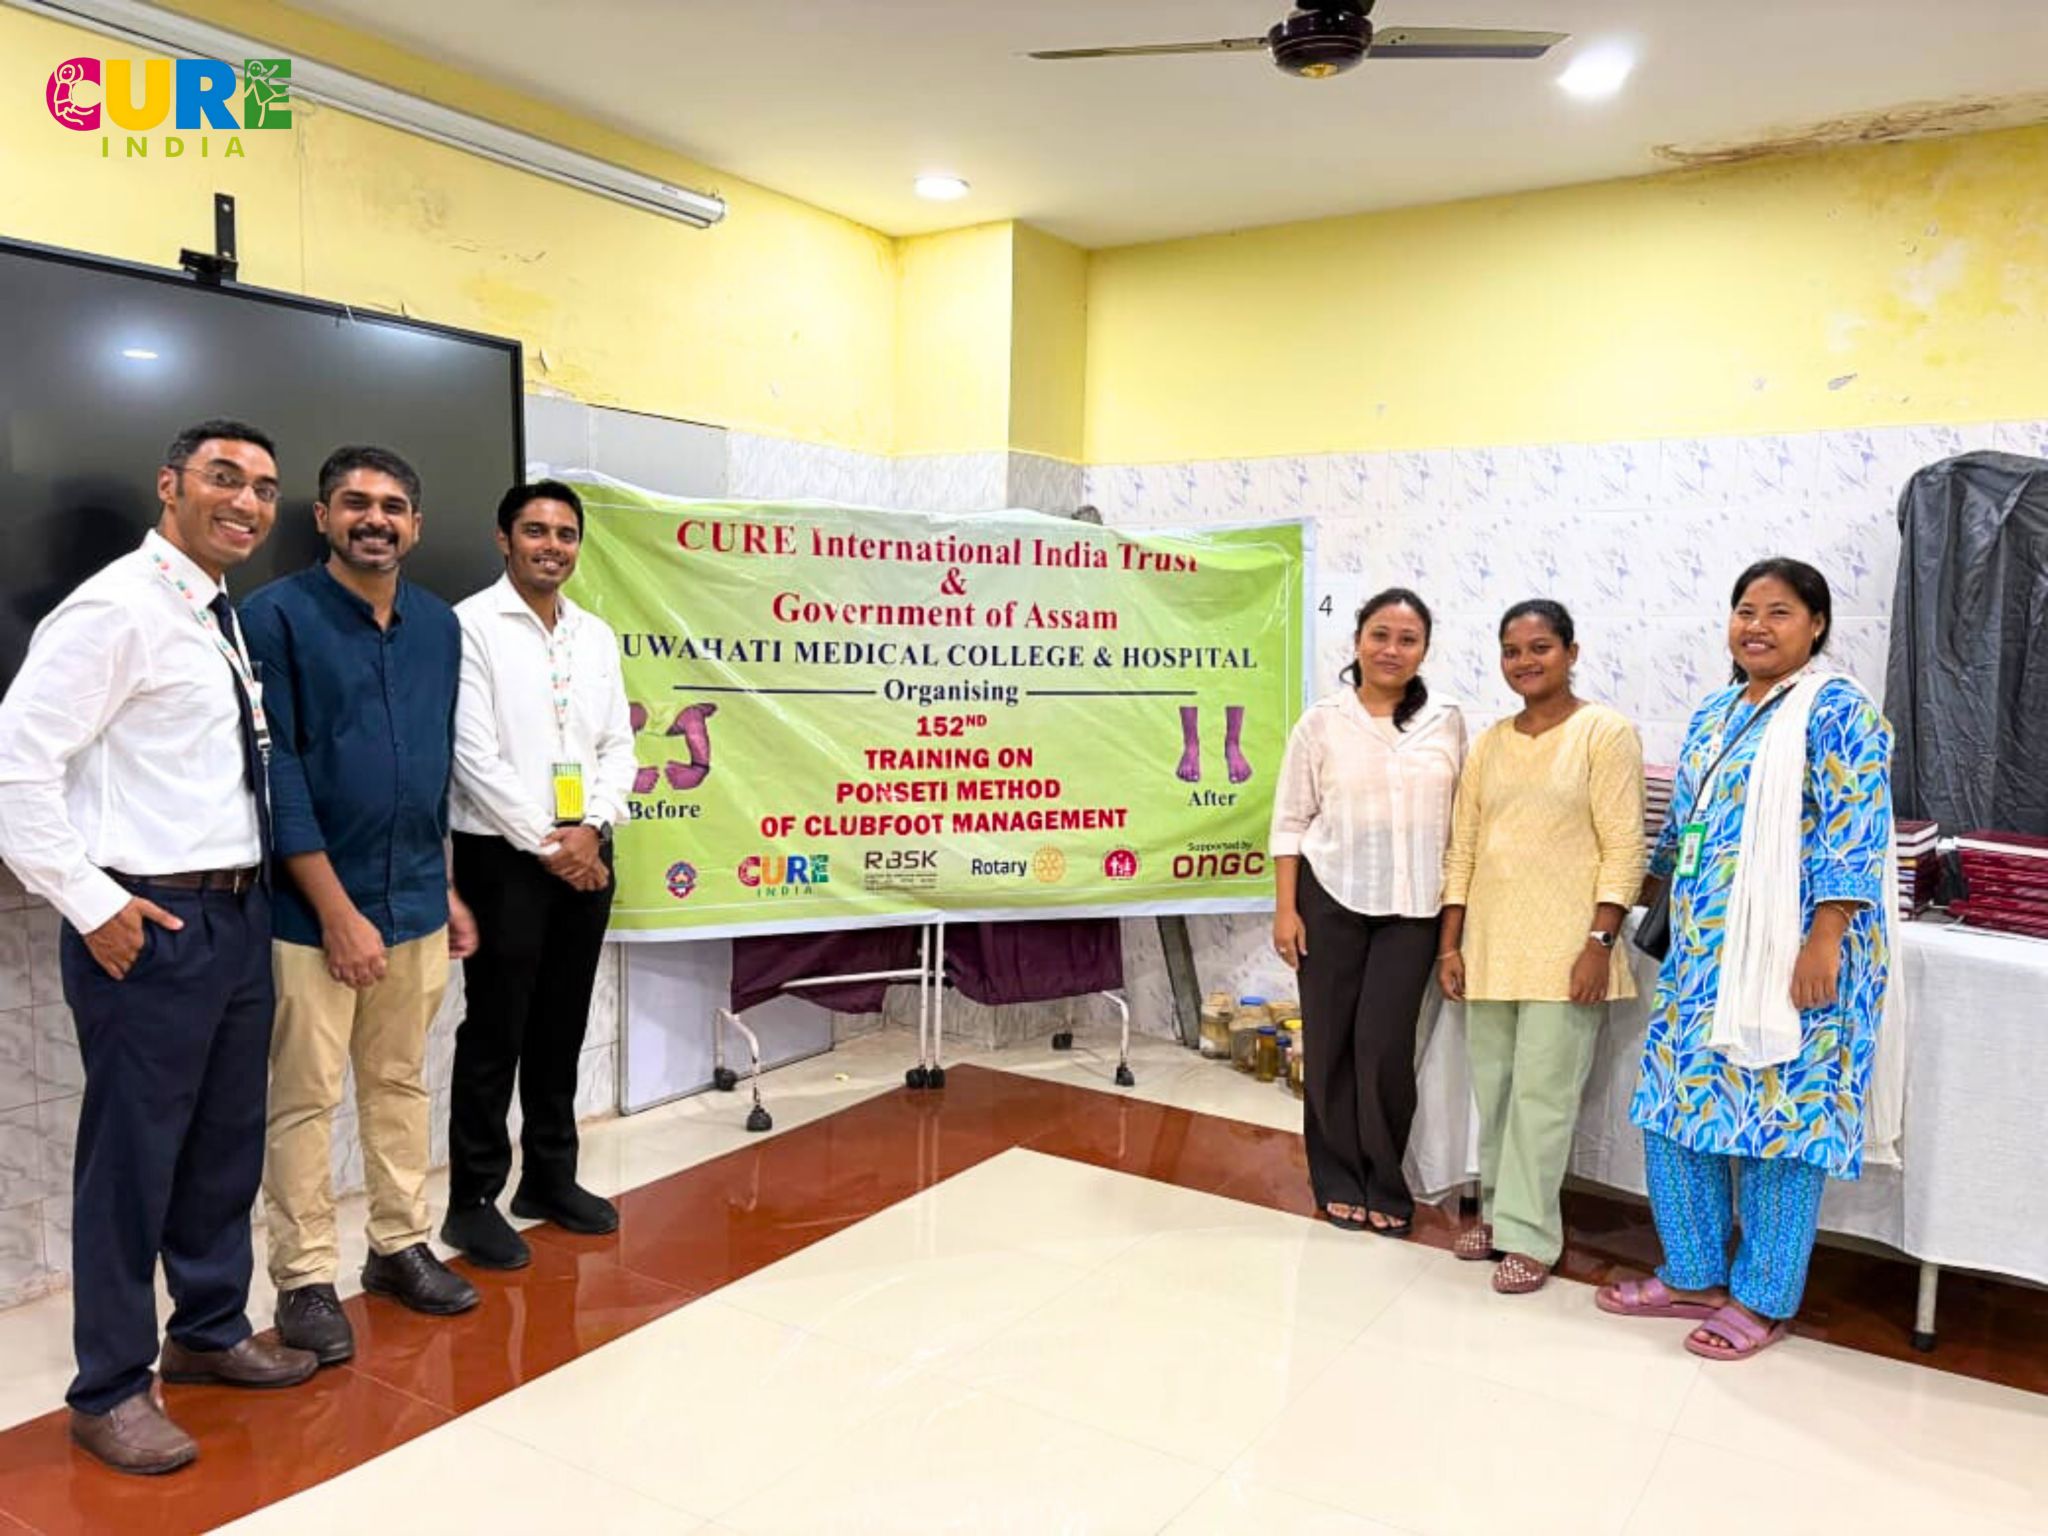 CURE
INDIA
CURE International India Trust
&
Government of Assam
UWAHATI MEDICAL COLLEGE & HOSPITAL
Organising
152ND
TRAINING ON
PONSETI METHOD
OF CLUBFOOT MANAGEMENT
Before
After
CURE
INDIA
RBSK
Rotary
Supported by
ONGC
4